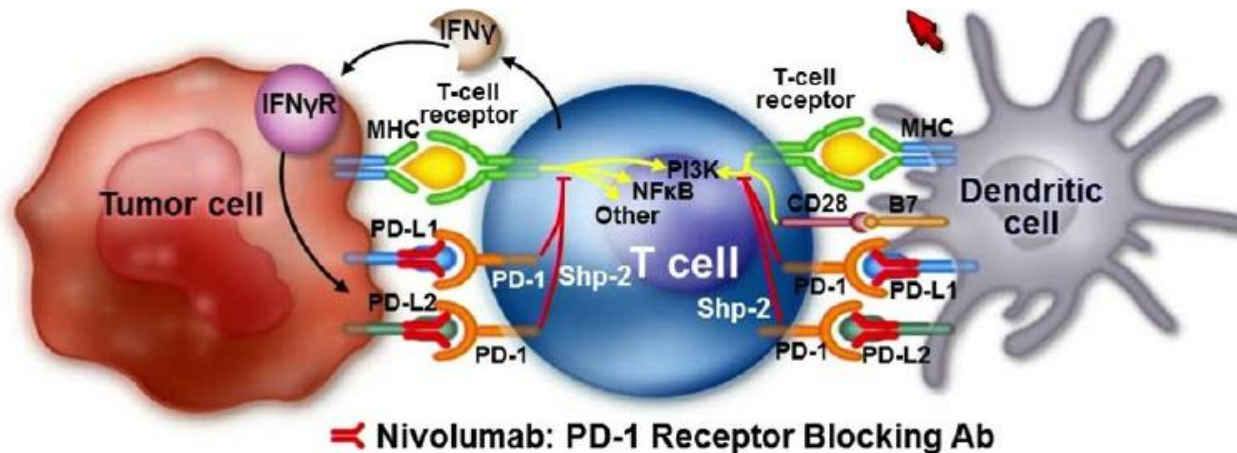 IFNγ
IFNγR
T-cell
receptor
MHC
Tumor cell
PD-L1
PD-1
PD-L2
PD-1
Shp-2
PI3K
NFκB
Other
T cell
Shp-2
T-cell
receptor
MHC
CD28
B7
PD-1
PD-L1
PD-1
PD-L2
Dendritic
cell
Nivolumab: PD-1 Receptor Blocking Ab